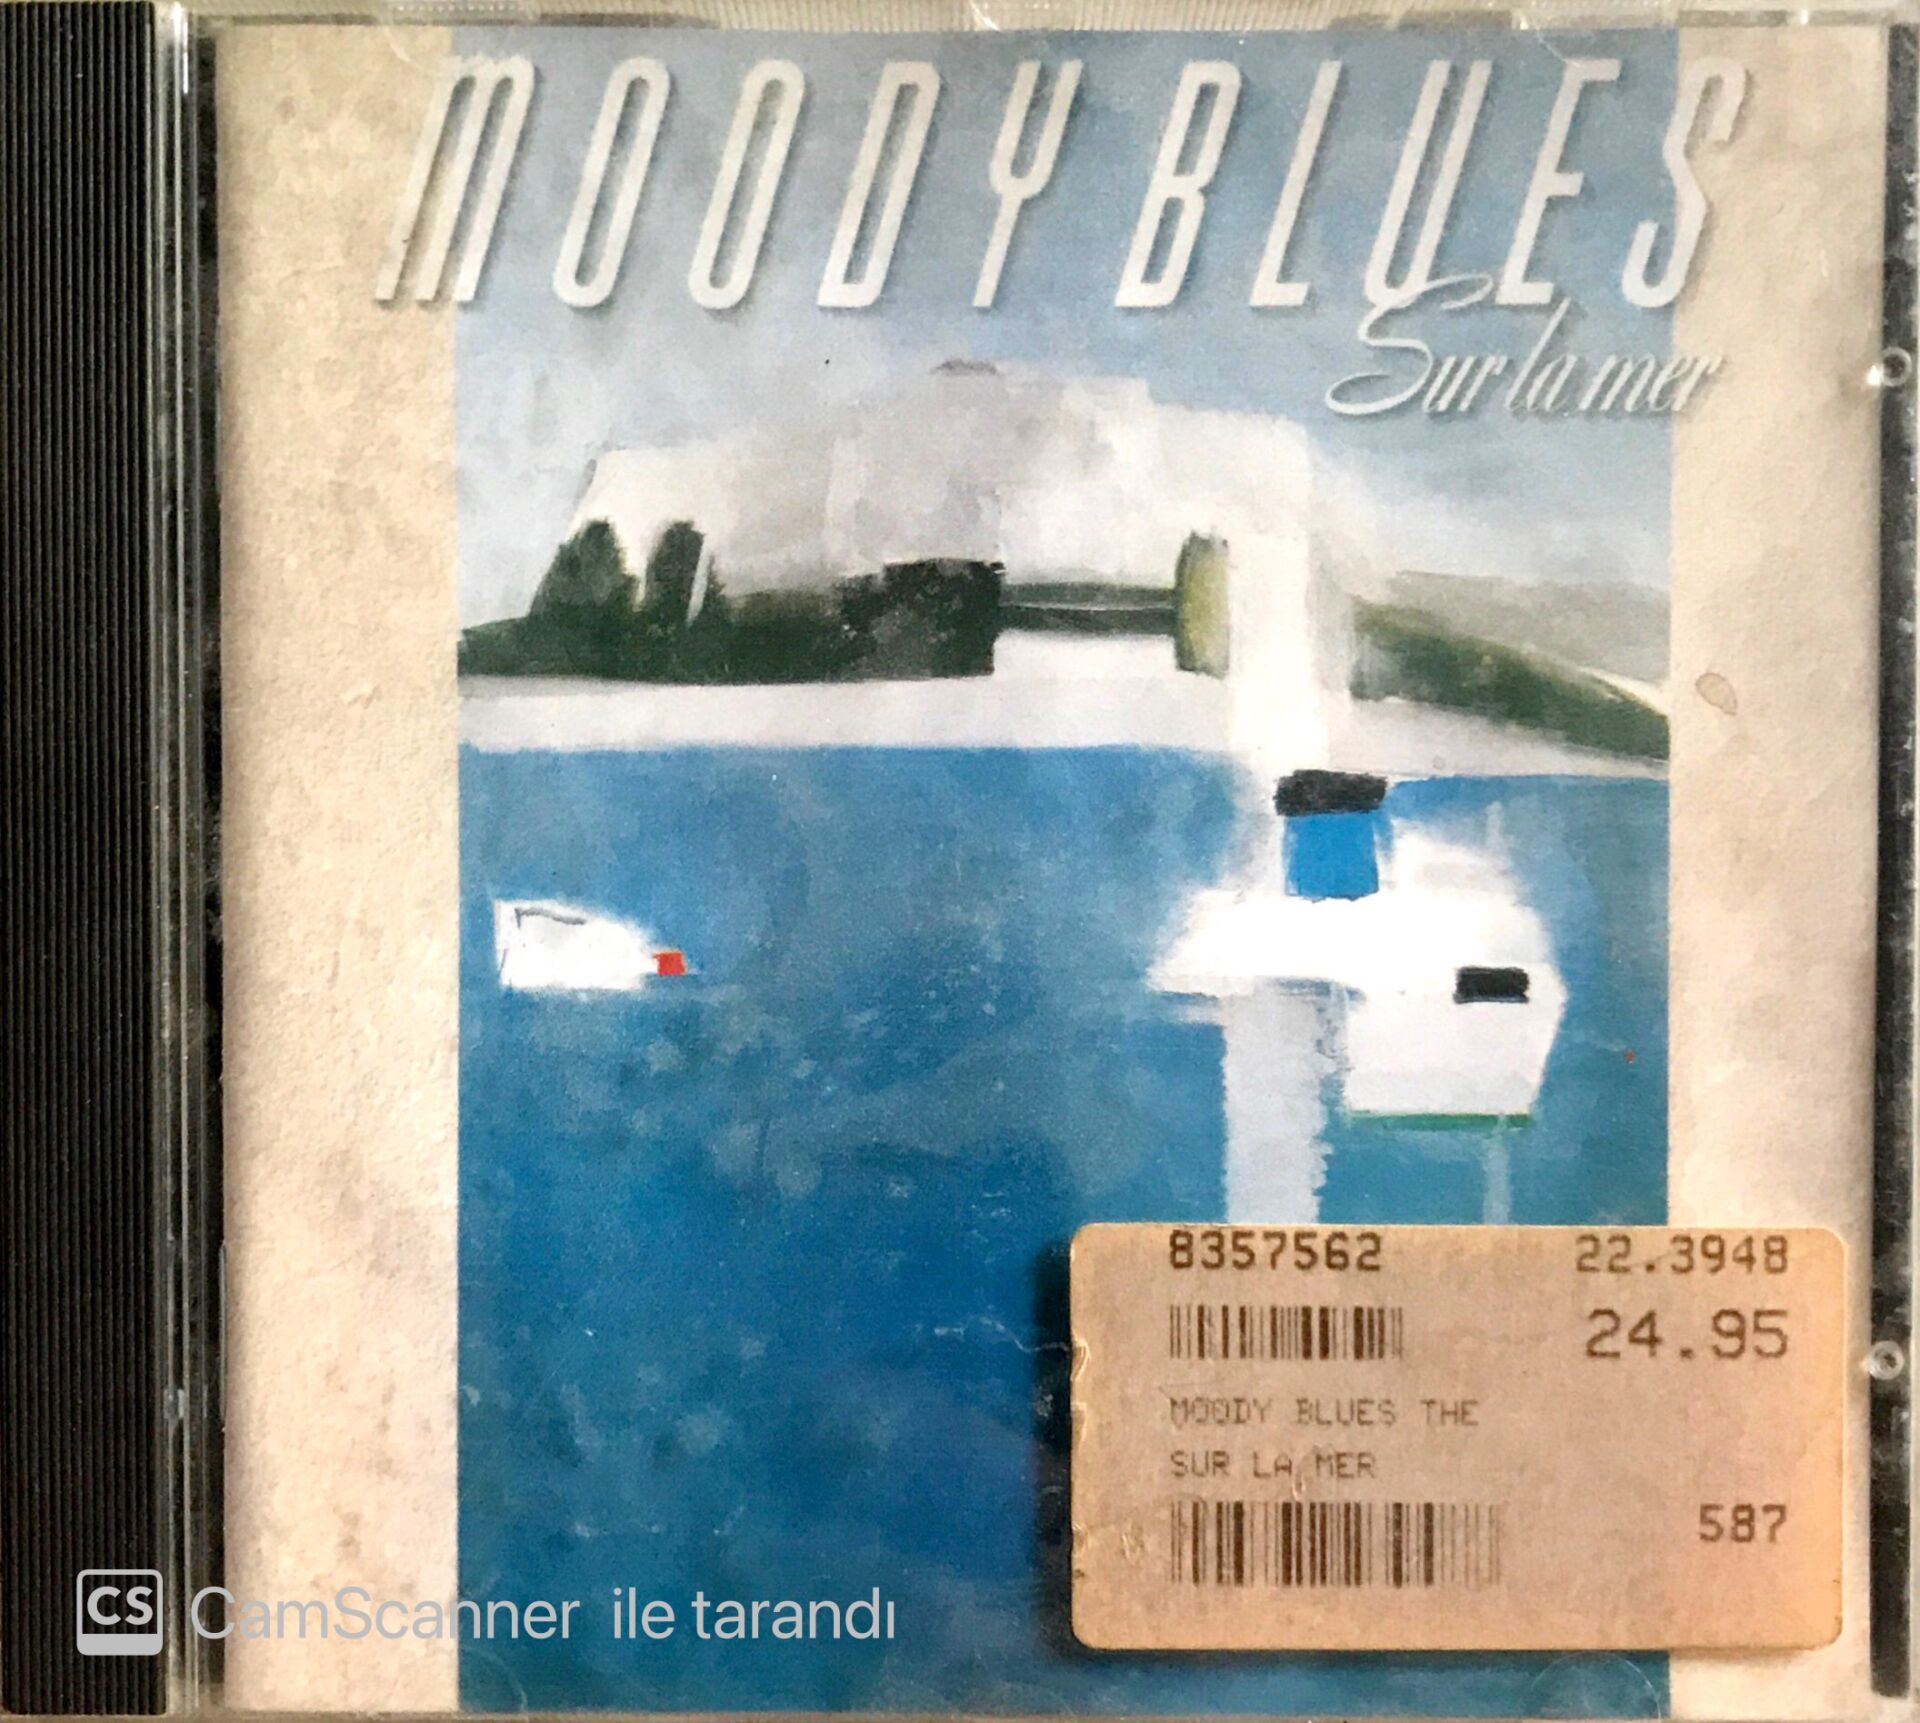 MOODY BLUES
Sur la mer
8357562 22.3948
24.95
MOODY BLUES THE
SUR LA MER
587
CS CamScanner ile tarandı